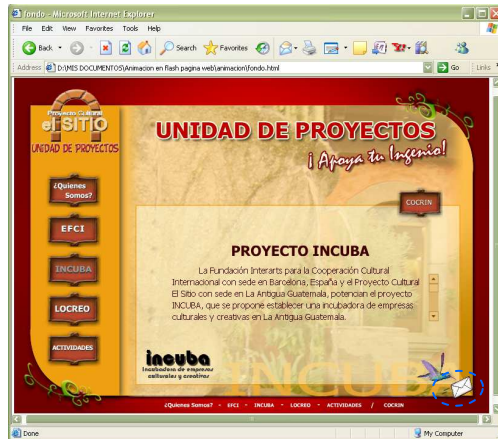 fondo - Microsoft Internet Explorer
File Edit View Favorites Tools Help
Back Search Favorites
Address D:\MIS DOCUMENTOS\Animacion en flash pagina web\animacion\fondo.html Go Links
Proyecto Cultural
el SITIO
UNIDAD DE PROYECTOS
UNIDAD DE PROYECTOS
¡ Apoya tu Ingenio!
¿Quienes
Somos?
EFCI
INCUBA
LOCREO
ACTIVIDADES
COCRIN
PROYECTO INCUBA
La Fundación Interarts para la Cooperación Cultural
Internacional con sede en Barcelona, España y el Proyecto Cultural
El Sitio con sede en La Antigua Guatemala, potencian el proyecto
INCUBA, que se propone establecer una incubadora de empresas
culturales y creativas en La Antigua Guatemala.
incuba
Incubadora de empresas
culturales y creativas
INCUBA
¿Quienes Somos? - EFCI - INCUBA - LOCREO - ACTIVIDADES / COCRIN
Done My Computer